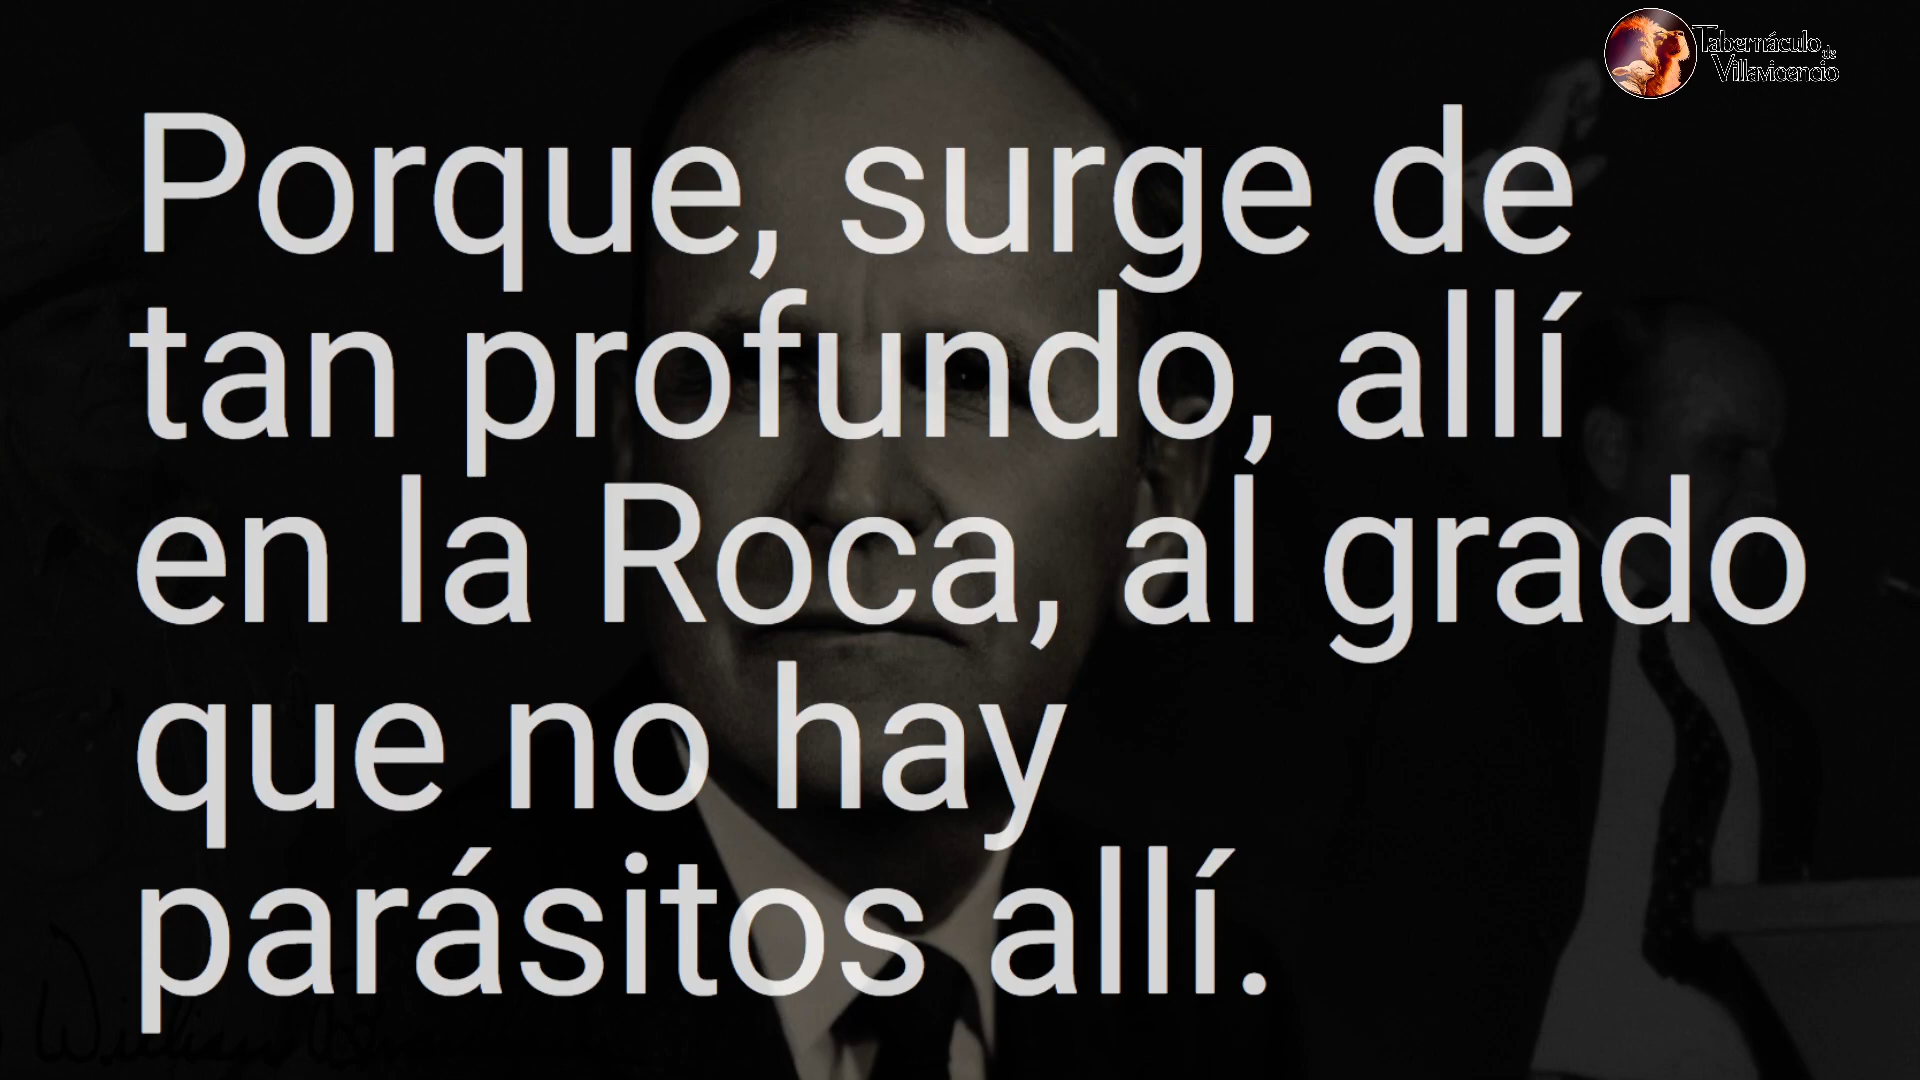 Tabernáculo
de
Villavicencio
Porque, surge de
tan profundo, allí
en la Roca, al grado
que no hay
parásitos allí.